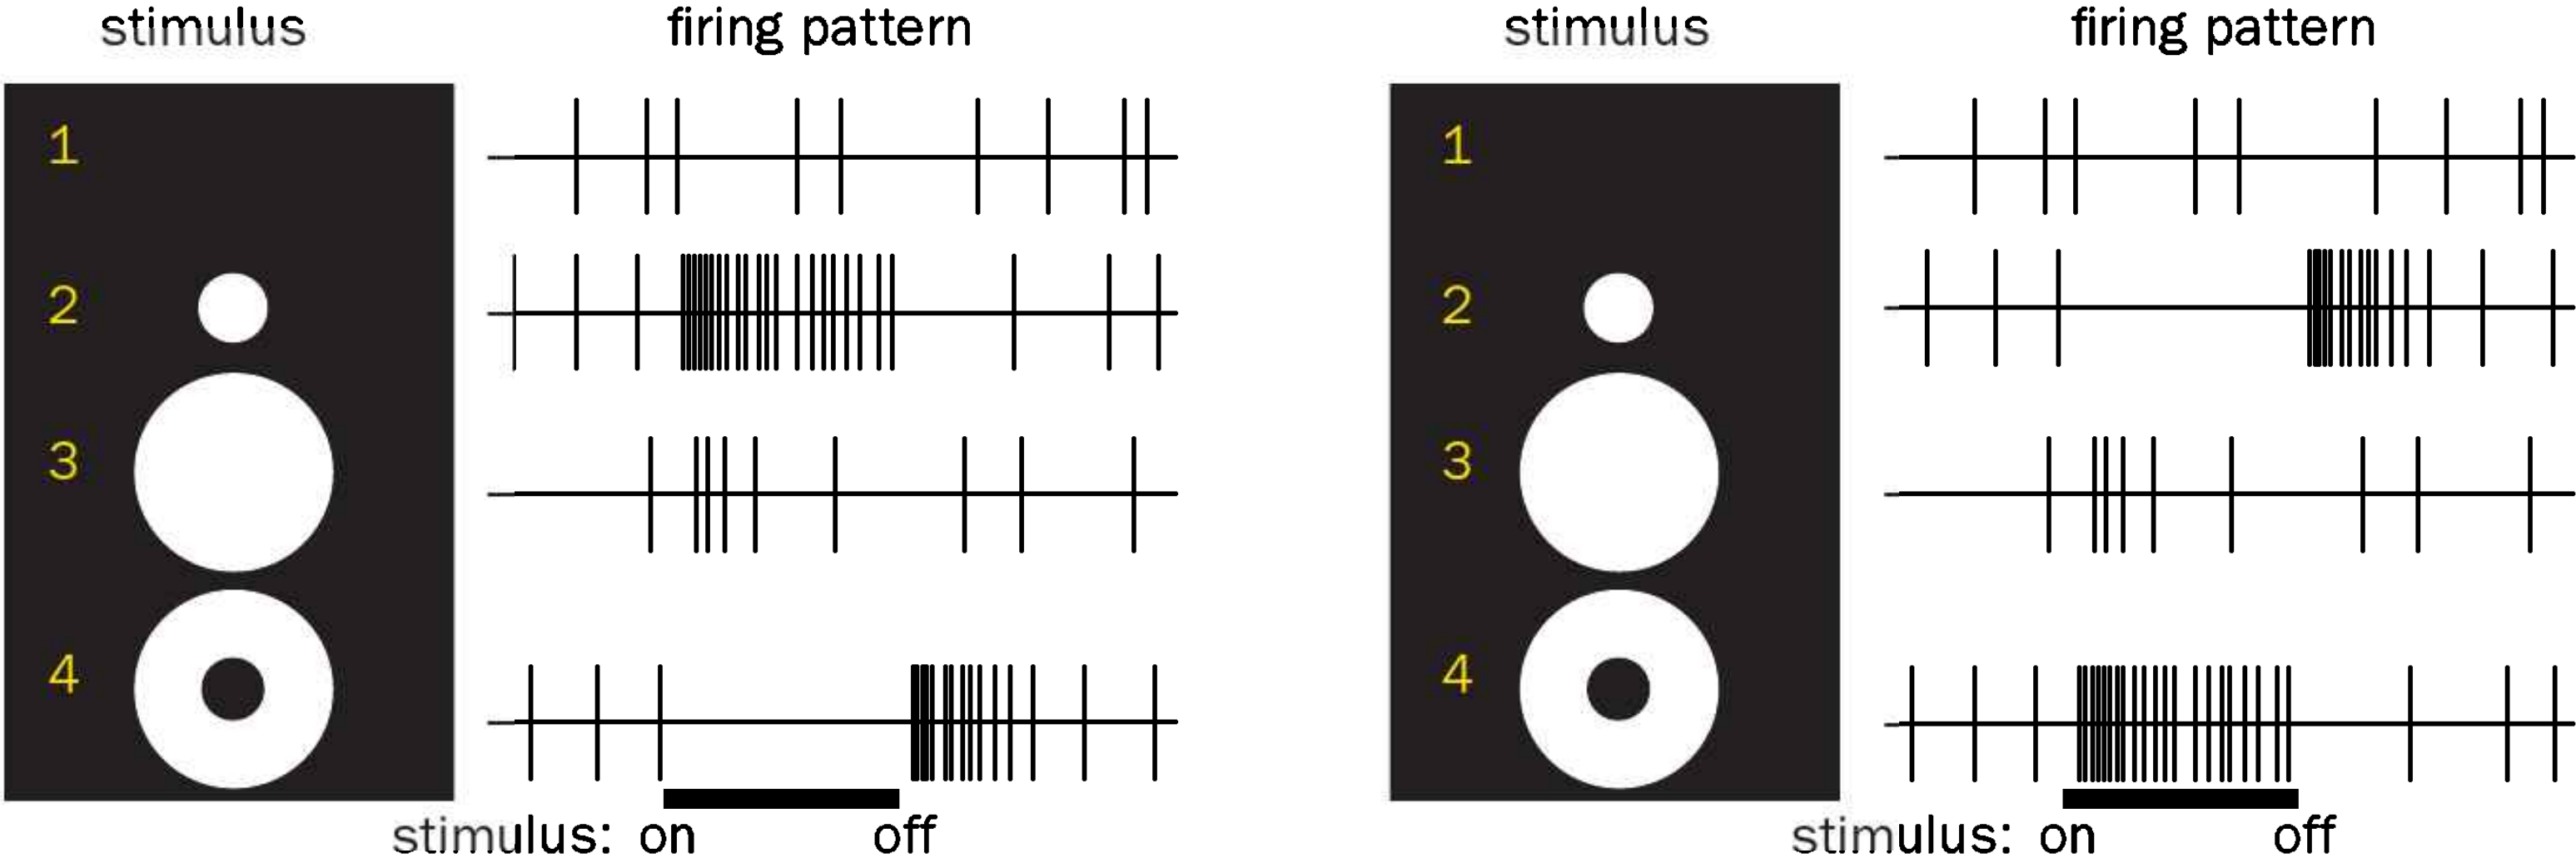 stimulus firing pattern
1
2
3
4
stimulus: on off
stimulus firing pattern
1
2
3
4
stimulus: on off